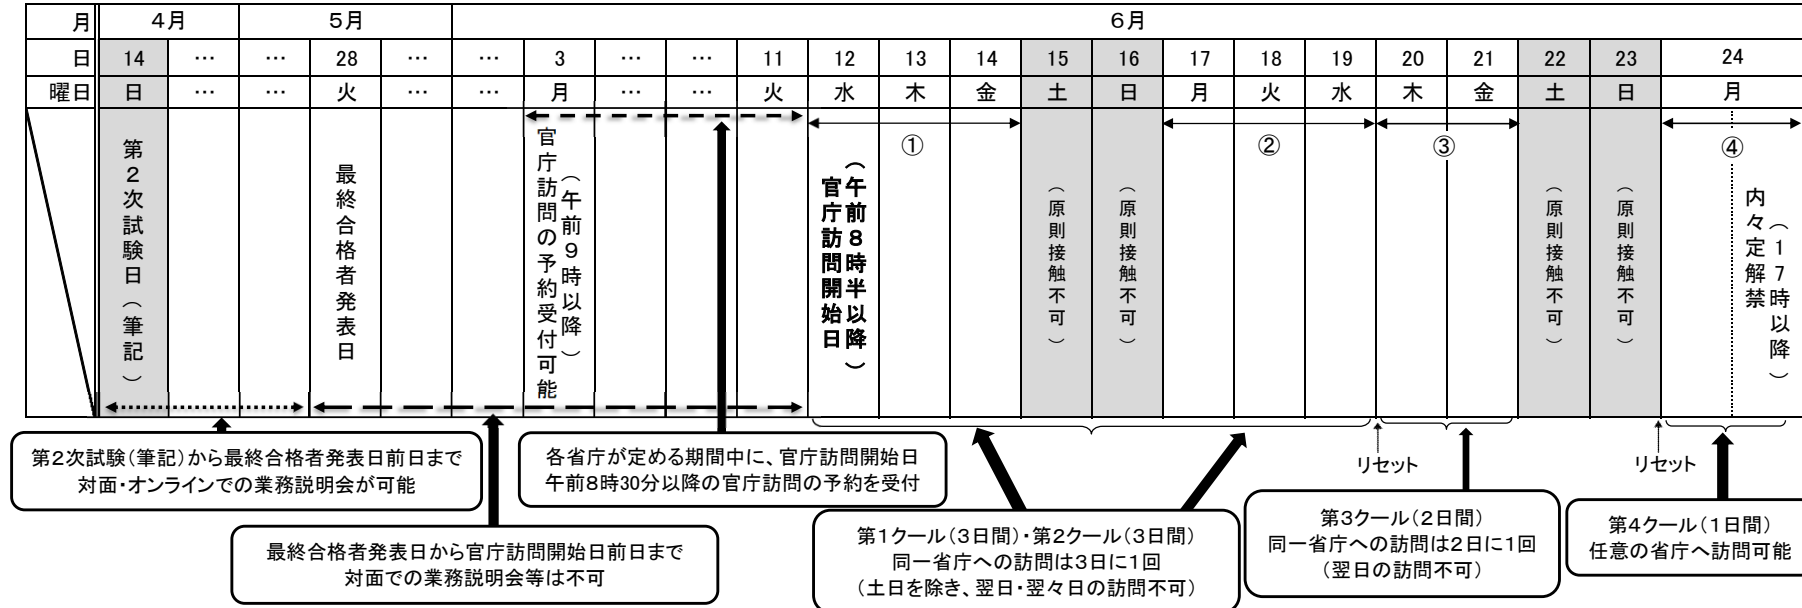 月 4月 5月 6月
日 14 … … 28 … … 3 … … 11 12 13 14 15 16 17 18 19 20 21 22 23 24
曜日 日 … … 火 … … 月 … … 火 水 木 金 土 日 月 火 水 木 金 土 日 月
第2次試験日(筆記)
最終合格者発表日
官庁訪問の予約受付可能
(午前9時以降)
官庁訪問開始日
(午前8時半以降)
①
(原則接触不可)
(原則接触不可)
②
③
(原則接触不可)
(原則接触不可)
④
内々定解禁
(17時以降)
リセット
リセット
第2次試験(筆記)から最終合格者発表日前日まで
対面・オンラインでの業務説明会が可能
各省庁が定める期間中に、官庁訪問開始日
午前8時30分以降の官庁訪問の予約を受付
最終合格者発表日から官庁訪問開始日前日まで
対面での業務説明会等は不可
第1クール(3日間)・第2クール(3日間)
同一省庁への訪問は3日に1回
(土日を除き、翌日・翌々日の訪問不可)
第3クール(2日間)
同一省庁への訪問は2日に1回
(翌日の訪問不可)
第4クール(1日間)
任意の省庁へ訪問可能